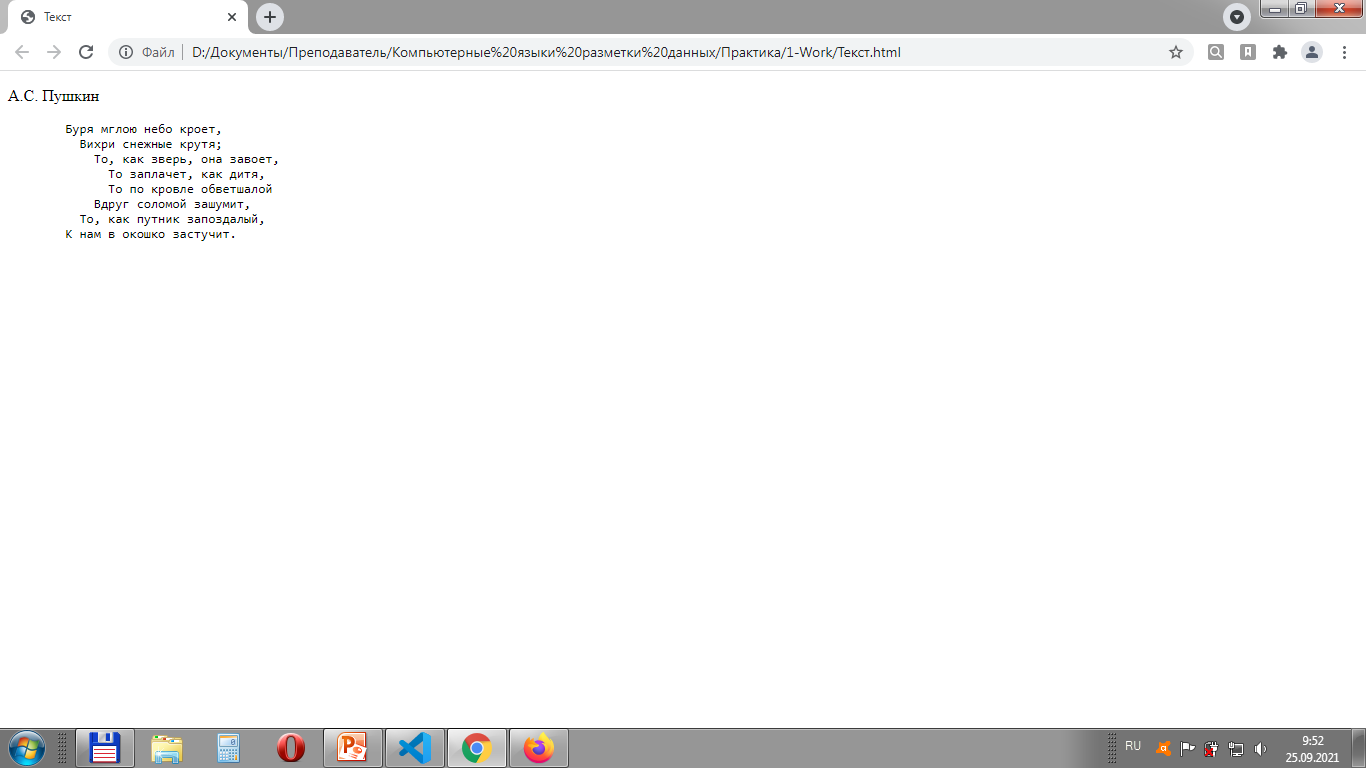 Текст
Файл
D:/Документы/Преподаватель/Компьютерные%20языки%20разметки%20данных/Практика/1-Work/Текст.html
А.С. Пушкин
Буря мглою небо кроет,
Вихри снежные крутя;
То, как зверь, она завоет,
То заплачет, как дитя,
То по кровле обветшалой
Вдруг соломой зашумит,
То, как путник запоздалый,
К нам в окошко застучит.
RU
9:52
25.09.2021